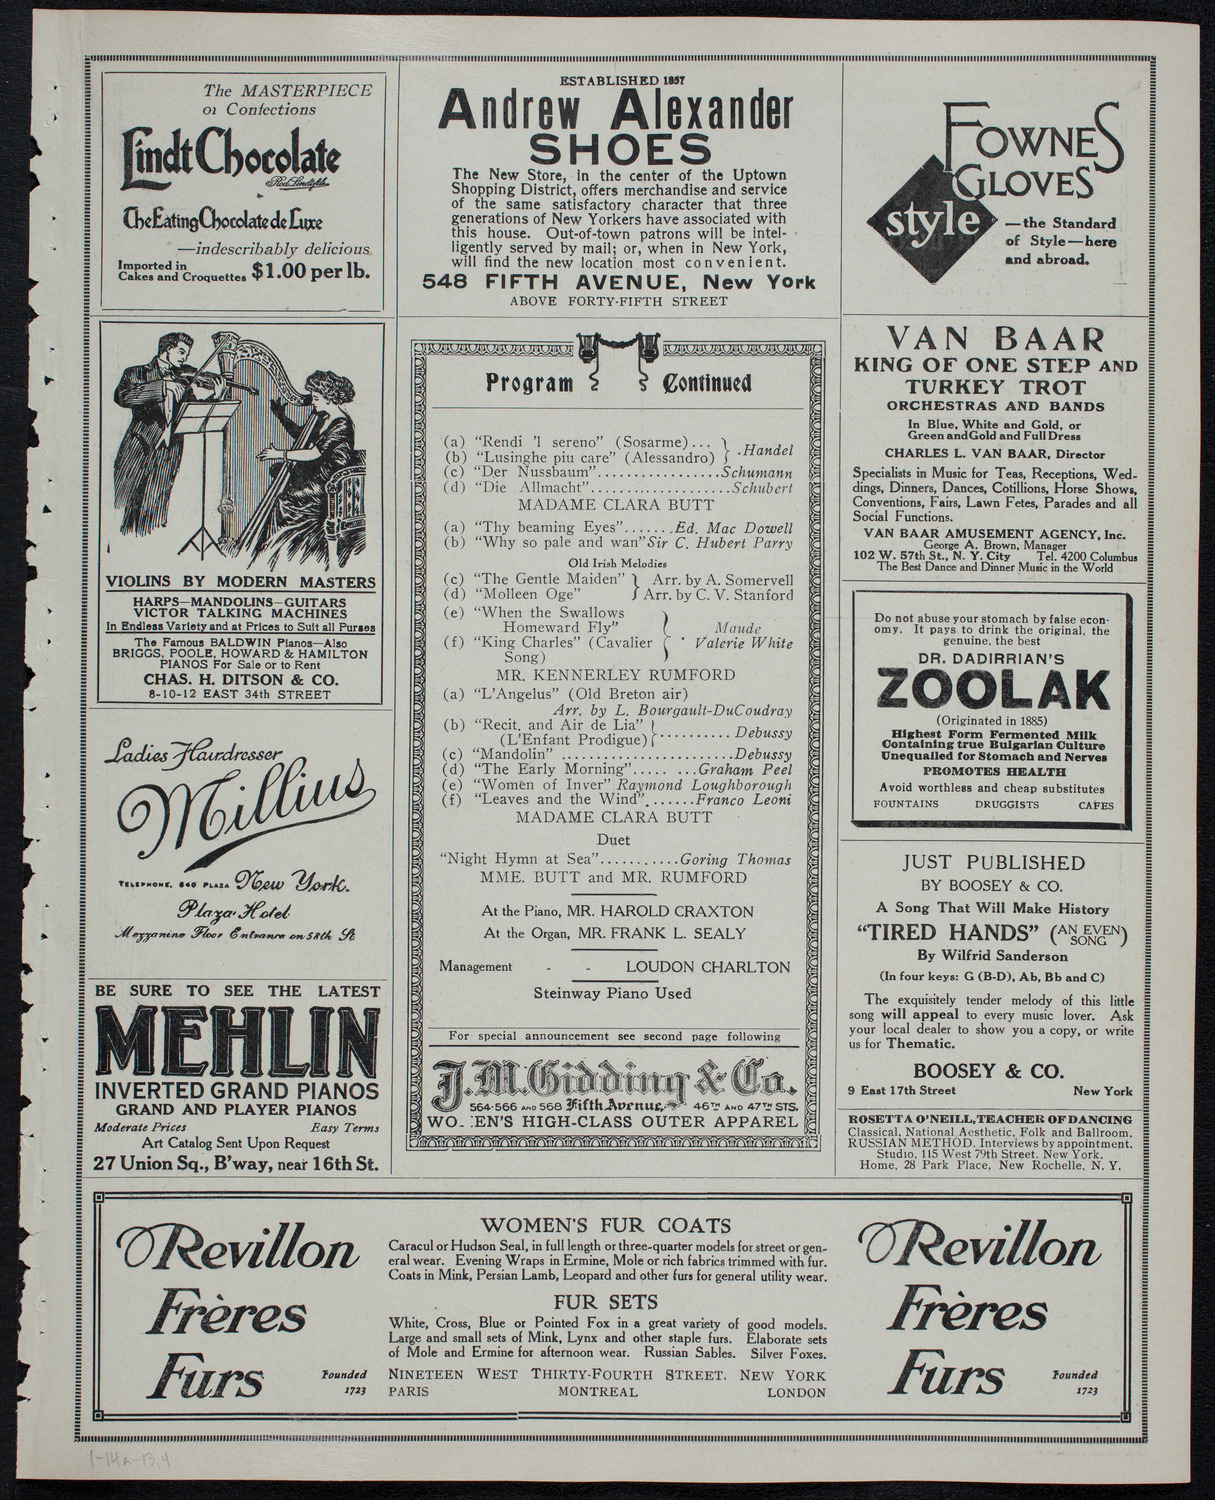 The MASTERPIECE
of Confections
Lindt Chocolate
Rod. Lindt fils
The Eating Chocolate de Luxe
—indescribably delicious
Imported in
Cakes and Croquettes $1.00 per lb.
ESTABLISHED 1857
Andrew Alexander
SHOES
The New Store, in the center of the Uptown
Shopping District, offers merchandise and service
of the same satisfactory character that three
generations of New Yorkers have associated with
this house. Out-of-town patrons will be intel-
ligently served by mail; or, when in New York,
will find the new location most convenient.
548 FIFTH AVENUE, New York
ABOVE FORTY-FIFTH STREET
FOWNES
GLOVES
style
—the Standard
of Style—here
and abroad.
VIOLINS BY MODERN MASTERS
HARPS—MANDOLINS—GUITARS
VICTOR TALKING MACHINES
In Endless Variety and at Prices to Suit all Purses
The Famous BALDWIN Pianos—Also
BRIGGS, POOLE, HOWARD & HAMILTON
PIANOS For Sale or to Rent
CHAS. H. DITSON & CO.
8-10-12 EAST 34th STREET
Ladies Hairdresser
Millius
TELEPHONE, 840 PLAZA New York.
Plaza Hotel
Mezzanine Floor Entrance on 58th St
BE SURE TO SEE THE LATEST
MEHLIN
INVERTED GRAND PIANOS
GRAND AND PLAYER PIANOS
Moderate Prices Easy Terms
Art Catalog Sent Upon Request
27 Union Sq., B'way, near 16th St.
Program Continued
(a) "Rendi 'l sereno" (Sosarme)...
(b) "Lusinghe piu care" (Alessandro) } .Handel
(c) "Der Nussbaum"..................Schumann
(d) "Die Allmacht"....................Schubert
MADAME CLARA BUTT
(a) "Thy beaming Eyes".......Ed. Mac Dowell
(b) "Why so pale and wan" Sir C. Hubert Parry
Old Irish Melodies
(c) "The Gentle Maiden" } Arr. by A. Somervell
(d) "Molleen Oge" } Arr. by C. V. Stanford
(e) "When the Swallows
Homeward Fly" } Maude
(f) "King Charles" (Cavalier Valerie White
Song)
MR. KENNERLEY RUMFORD
(a) "L'Angelus" (Old Breton air)
Arr. by L. Bourgault-DuCoudray
(b) "Recit, and Air de Lia"
(L'Enfant Prodigue) }..........Debussy
(c) "Mandolin" .........................Debussy
(d) "The Early Morning"..... ...Graham Peel
(e) "Women of Inver" Raymond Loughborough
(f) "Leaves and the Wind".......Franco Leoni
MADAME CLARA BUTT
Duet
"Night Hymn at Sea"...........Goring Thomas
MME. BUTT and MR. RUMFORD
At the Piano, MR. HAROLD CRAXTON
At the Organ, MR. FRANK L. SEALY
Management - - LOUDON CHARLTON
Steinway Piano Used
For special announcement see second page following
J.M. Gidding & Co.
564-566 AND 568 Fifth Avenue, 46TH AND 47TH STS.
WO. :EN'S HIGH-CLASS OUTER APPAREL
VAN BAAR
KING OF ONE STEP AND
TURKEY TROT
ORCHESTRAS AND BANDS
In Blue, White and Gold, or
Green and Gold and Full Dress
CHARLES L. VAN BAAR, Director
Specialists in Music for Teas, Receptions, Wed-
dings, Dinners, Dances, Cotillions, Horse Shows,
Conventions, Fairs, Lawn Fetes, Parades and all
Social Functions.
VAN BAAR AMUSEMENT AGENCY, Inc.
George A. Brown, Manager
102 W. 57th St., N. Y. City Tel. 4200 Columbus
The Best Dance and Dinner Music in the World
Do not abuse your stomach by false econ-
omy. It pays to drink the original, the
genuine, the best
DR. DADIRRIAN'S
ZOOLAK
(Originated in 1885)
Highest Form Fermented Milk
Containing true Bulgarian Culture
Unequalled for Stomach and Nerves
PROMOTES HEALTH
Avoid worthless and cheap substitutes
FOUNTAINS DRUGGISTS CAFES
JUST PUBLISHED
BY BOOSEY & CO.
A Song That Will Make History
"TIRED HANDS" (AN EVEN SONG)
By Wilfrid Sanderson
(In four keys: G (B-D), Ab, Bb and C)
The exquisitely tender melody of this little
song will appeal to every music lover. Ask
your local dealer to show you a copy, or write
us for Thematic.
BOOSEY & CO.
9 East 17th Street New York
ROSETTA O'NEILL, TEACHER OF DANCING
Classical, National Aesthetic, Folk and Ballroom.
RUSSIAN METHOD. Interviews by appointment.
Studio, 115 West 79th Street, New York.
Home, 28 Park Place, New Rochelle, N. Y.
Revillon
Frères
Furs
Founded
1723
WOMEN'S FUR COATS
Caracul or Hudson Seal, in full length or three-quarter models for street or gen-
eral wear. Evening Wraps in Ermine, Mole or rich fabrics trimmed with fur.
Coats in Mink, Persian Lamb, Leopard and other furs for general utility wear.
FUR SETS
White, Cross, Blue or Pointed Fox in a great variety of good models.
Large and small sets of Mink, Lynx and other staple furs. Elaborate sets
of Mole and Ermine for afternoon wear. Russian Sables. Silver Foxes.
NINETEEN WEST THIRTY-FOURTH STREET, NEW YORK
PARIS MONTREAL LONDON
Revillon
Frères
Furs
Founded
1723
1-14a-13.4